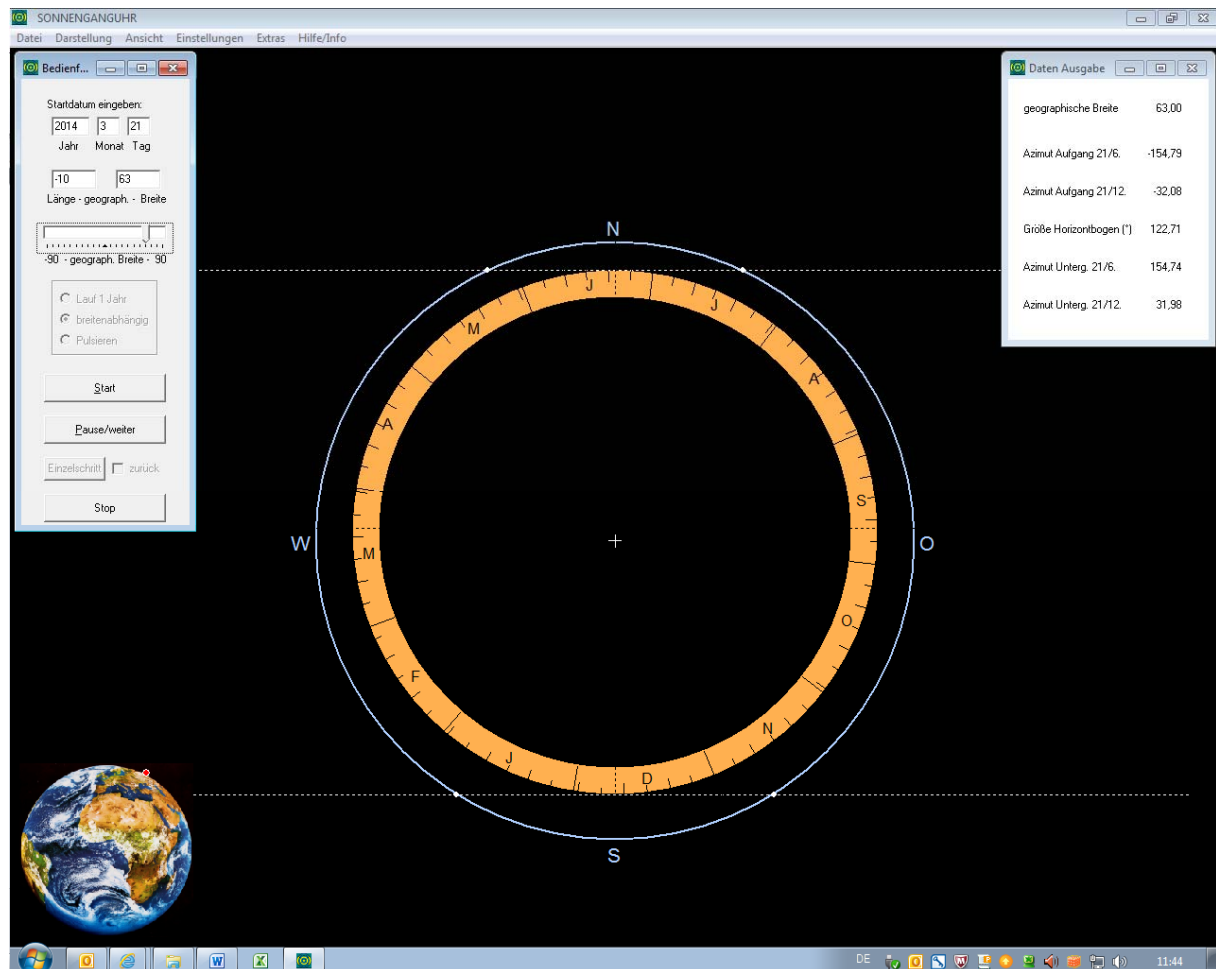 SONNENGANGUHR
Datei Darstellung Ansicht Einstellungen Extras Hilfe/Info
Bedienf...
Startdatum eingeben:
2014 3 21
Jahr Monat Tag
-10 63
Länge - geograph. - Breite
-90 - geograph. Breite - 90
Lauf 1 Jahr
breitenabhängig
Pulsieren
Start
Pause/weiter
Einzelschritt zurück
Stop
Daten Ausgabe
geographische Breite 63,00
Azimut Aufgang 21/6. -154,79
Azimut Aufgang 21/12. -32,08
Größe Horizontbogen (°) 122,71
Azimut Unterg. 21/6. 154,74
Azimut Unterg. 21/12. 31,98
N
J
J
M
A
A
S
W
O
M
O
F
N
J
D
S
DE
11:44